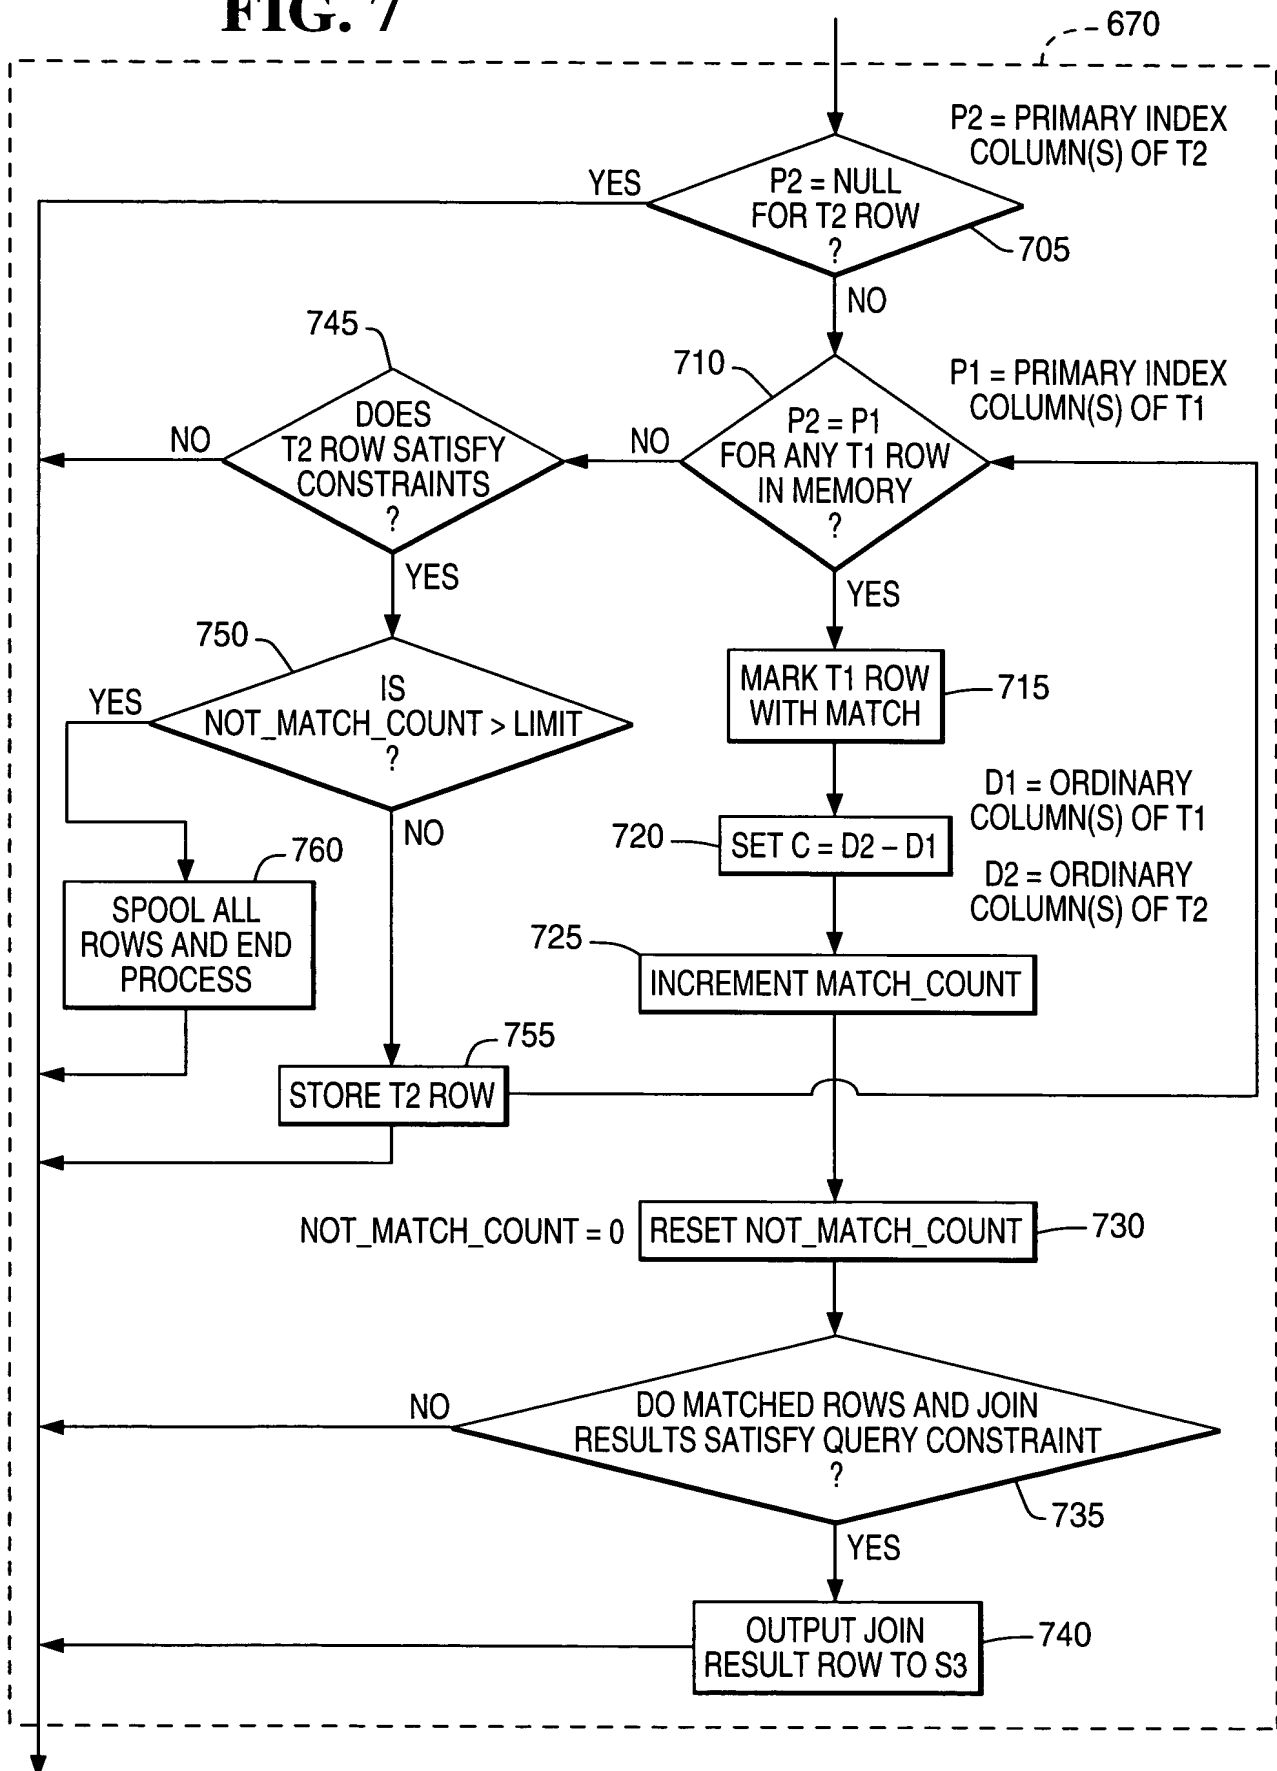 FIG. 7
670
P2 = PRIMARY INDEX
COLUMN(S) OF T2
YES
P2 = NULL
FOR T2 ROW
?
705
NO
745
710
P1 = PRIMARY INDEX
COLUMN(S) OF T1
DOES
T2 ROW SATISFY
CONSTRAINTS
?
NO
NO
P2 = P1
FOR ANY T1 ROW
IN MEMORY
?
YES
YES
750
IS
NOT_MATCH_COUNT > LIMIT
?
YES
MARK T1 ROW
WITH MATCH
715
D1 = ORDINARY
COLUMN(S) OF T1
NO
720
SET C = D2 – D1
760
D2 = ORDINARY
COLUMN(S) OF T2
SPOOL ALL
ROWS AND END
PROCESS
725
INCREMENT MATCH_COUNT
755
STORE T2 ROW
NOT_MATCH_COUNT = 0
RESET NOT_MATCH_COUNT
730
NO
DO MATCHED ROWS AND JOIN
RESULTS SATISFY QUERY CONSTRAINT
?
735
YES
OUTPUT JOIN
RESULT ROW TO S3
740